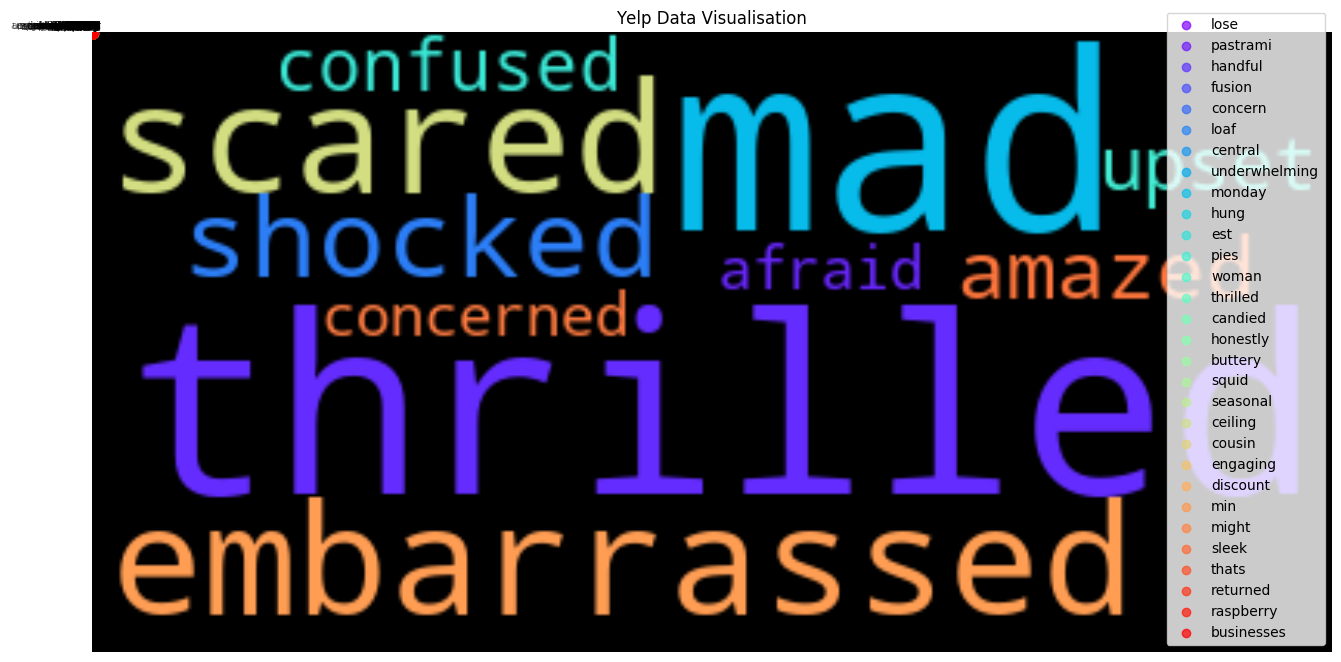 Yelp Data Visualisation
confused
scared
mad
upset
shocked
afraid
amazed
concerned
thrilled
embarrassed
lose
pastrami
handful
fusion
concern
loaf
central
underwhelming
monday
hung
est
pies
woman
thrilled
candied
honestly
buttery
squid
seasonal
ceiling
cousin
engaging
discount
min
might
sleek
thats
returned
raspberry
businesses